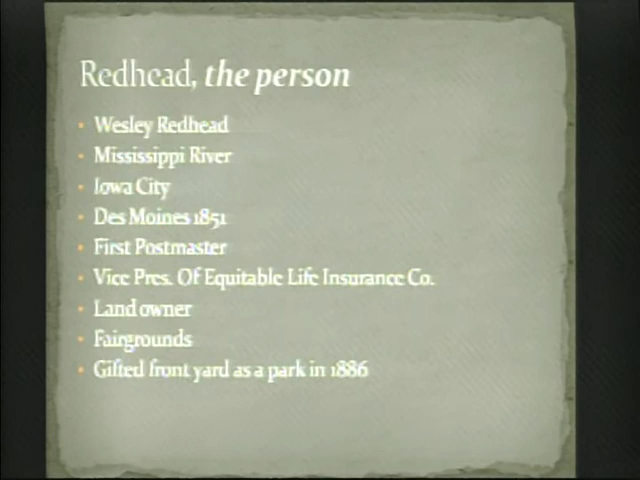 Redhead, the person
Wesley Redhead
Mississippi River
Iowa City
Des Moines 1851
First Postmaster
Vice Pres. Of Equitable Life Insurance Co.
Land owner
Fairgrounds
Gifted front yard as a park in 1886